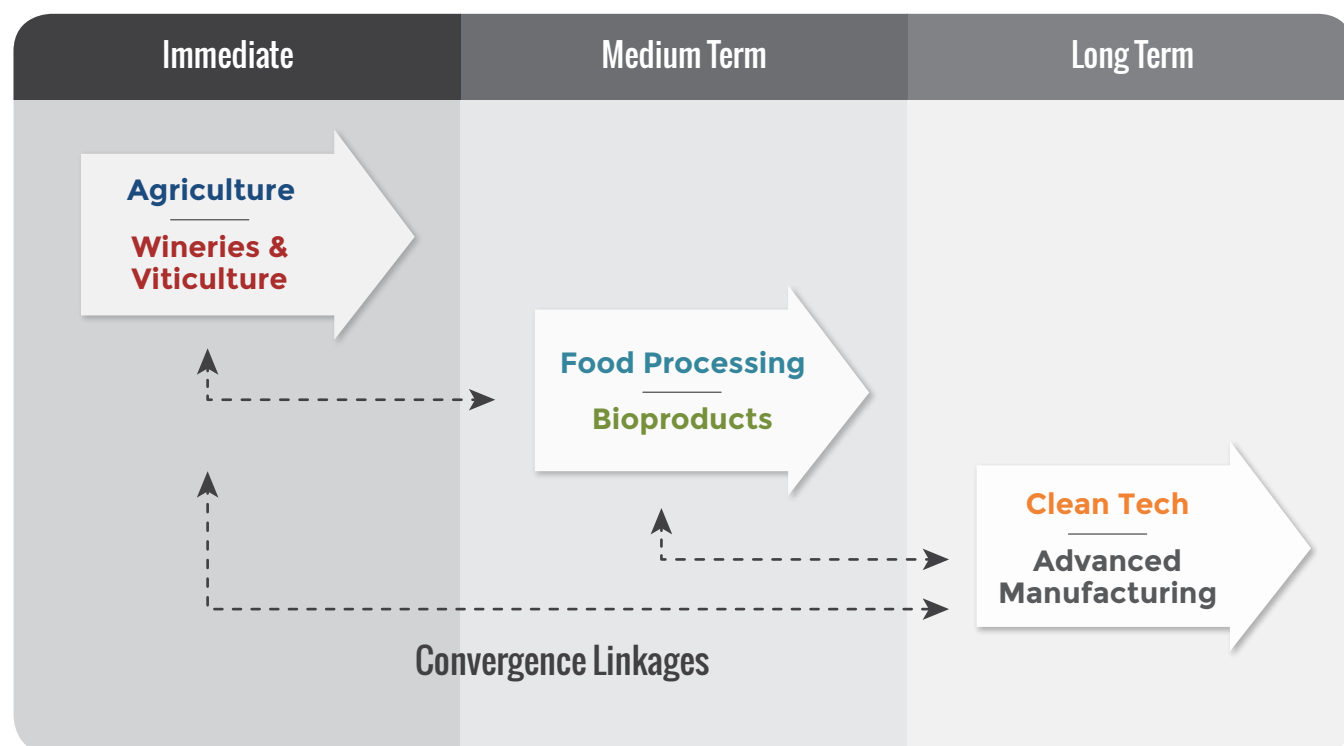 Immediate
Medium Term
Long Term
Agriculture
Wineries &
Viticulture
Food Processing
Bioproducts
Clean Tech
Advanced
Manufacturing
Convergence Linkages